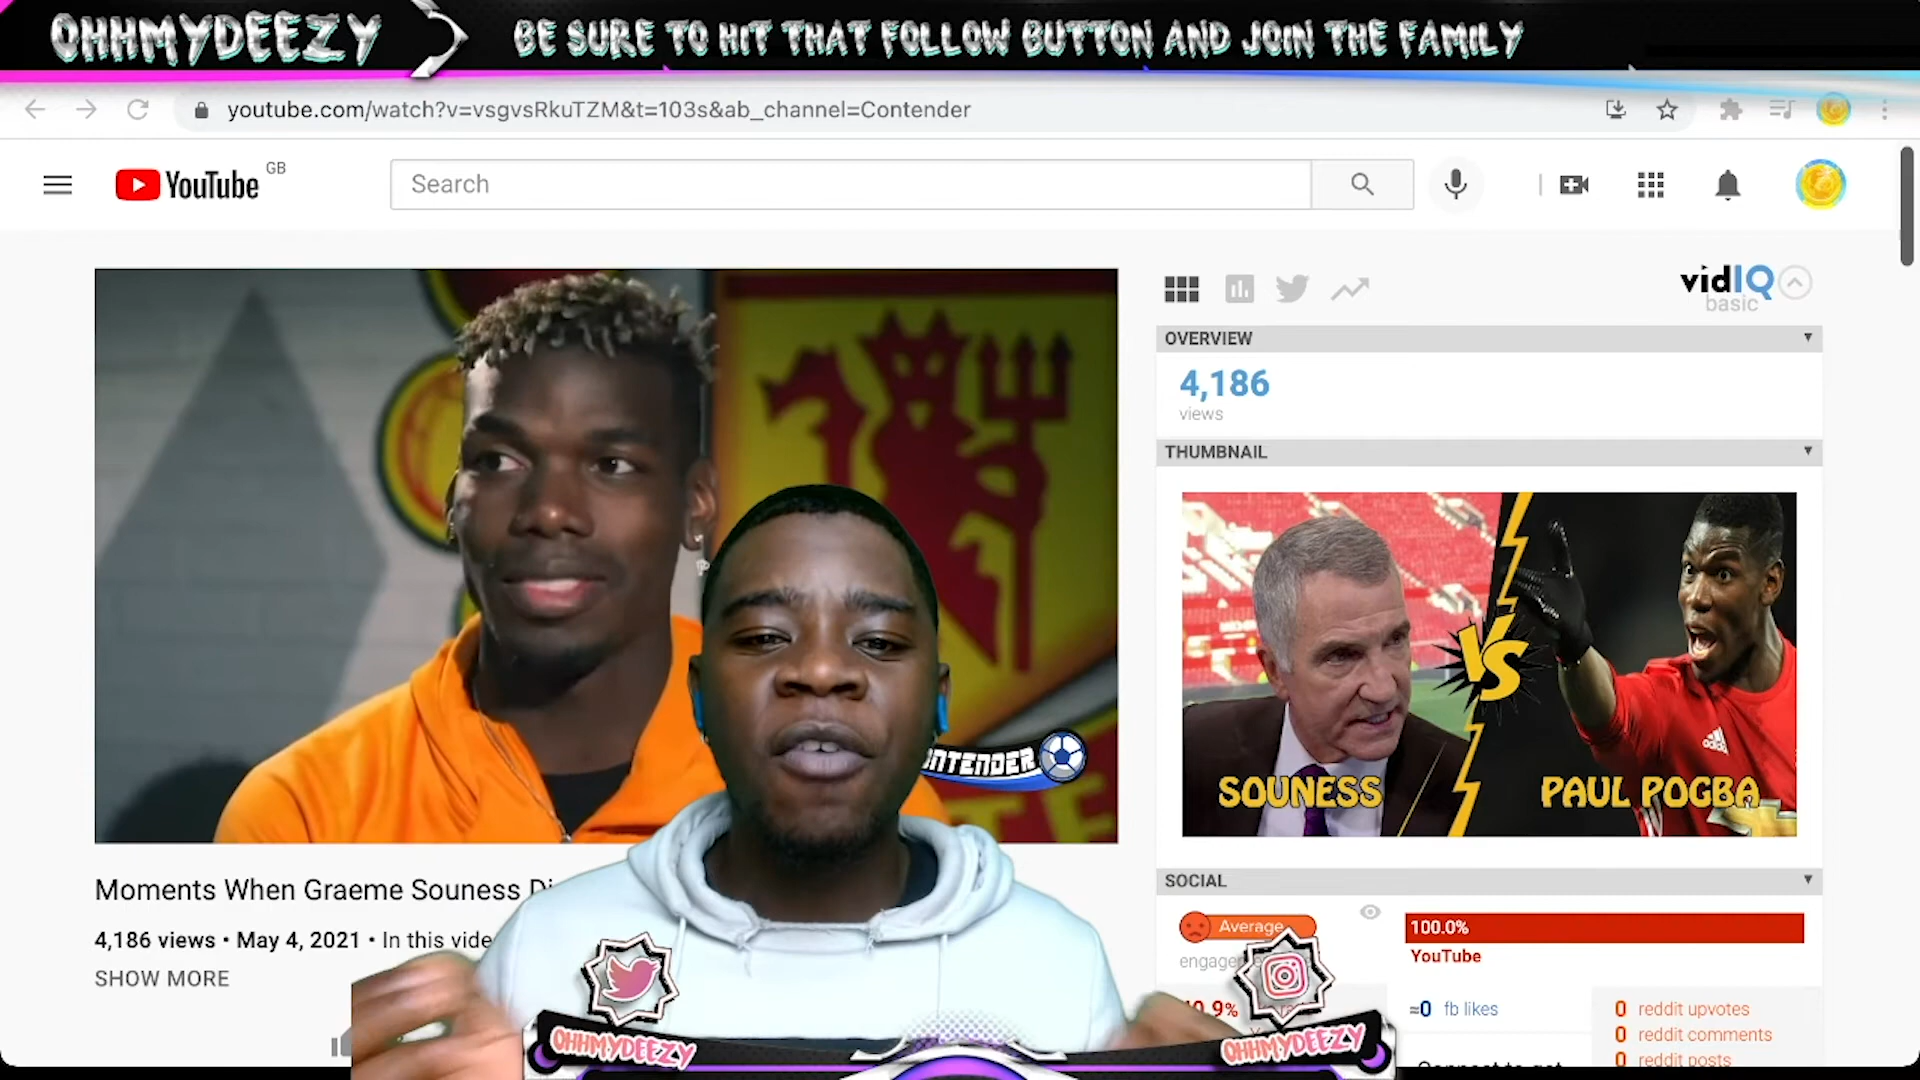 OHHMYDEEZY
BE SURE TO HIT THAT FOLLOW BUTTON AND JOIN THE FAMILY
youtube.com/watch?v=vsgvsRkuTZM&t=103s&ab_channel=Contender
YouTube GB
Search
vidIQ
basic
OVERVIEW
4,186
views
THUMBNAIL
SOUNESS
VS
PAUL POGBA
adidas
Moments When Graeme Souness
4,186 views • May 4, 2021 • In this vide
SHOW MORE
SOCIAL
Average
100.0%
YouTube
≈0 fb likes
0 reddit upvotes
0 reddit comments
0 reddit posts
OHHMYDEEZY
OHHMYDEEZY